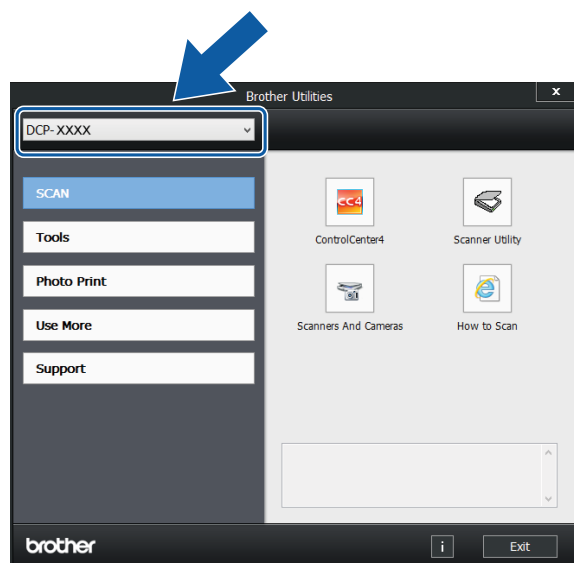 Brother Utilities
x
DCP- XXXX
SCAN
Tools
Photo Print
Use More
Support
CC4
ControlCenter4
Scanner Utility
Scanners And Cameras
How to Scan
brother
i
Exit